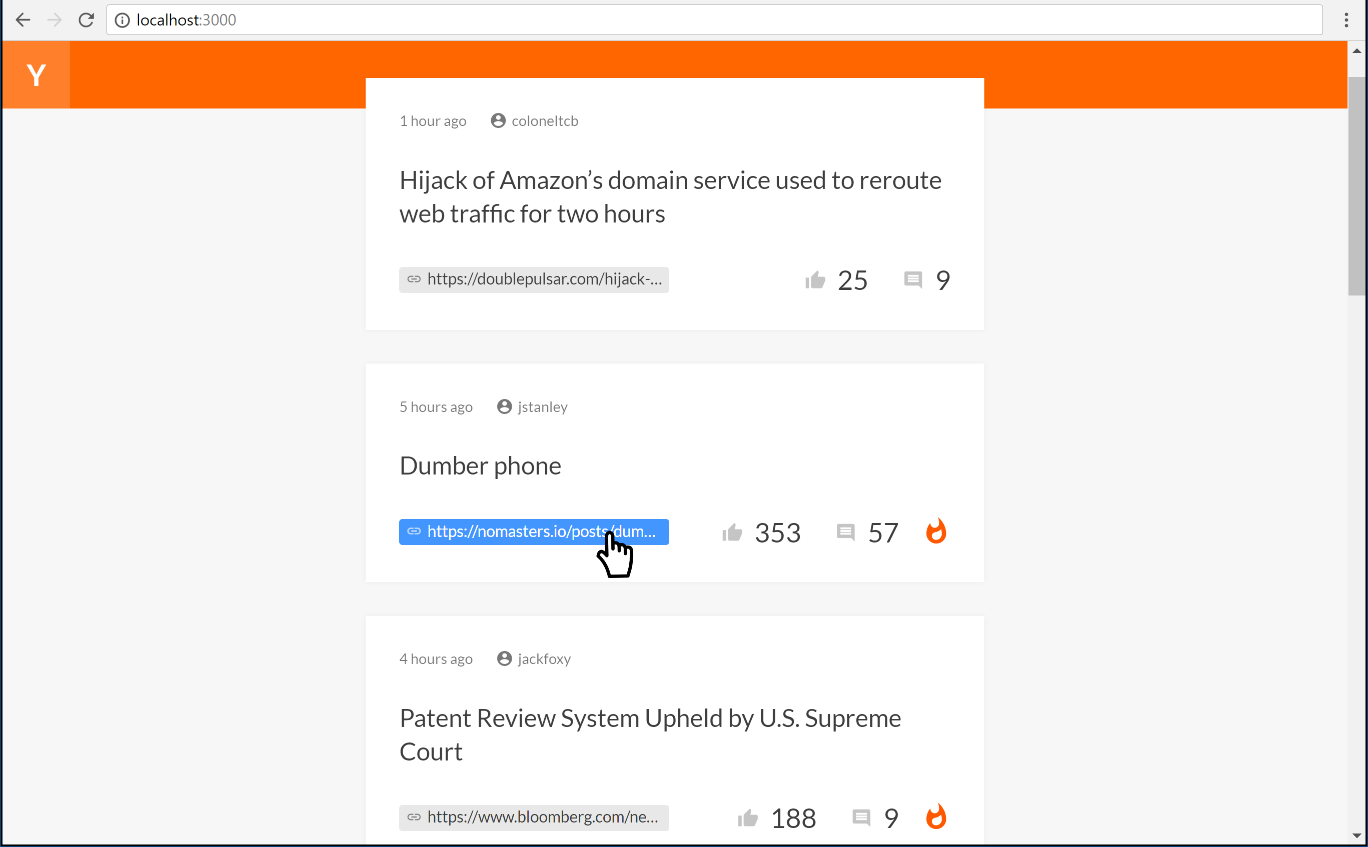 localhost:3000
Y
1 hour ago coloneltcb
Hijack of Amazon’s domain service used to reroute
web traffic for two hours
https://doublepulsar.com/hijack-...
25 9
5 hours ago jstanley
Dumber phone
https://nomasters.io/posts/dum...
353 57
4 hours ago jackfoxy
Patent Review System Upheld by U.S. Supreme
Court
https://www.bloomberg.com/ne...
188 9